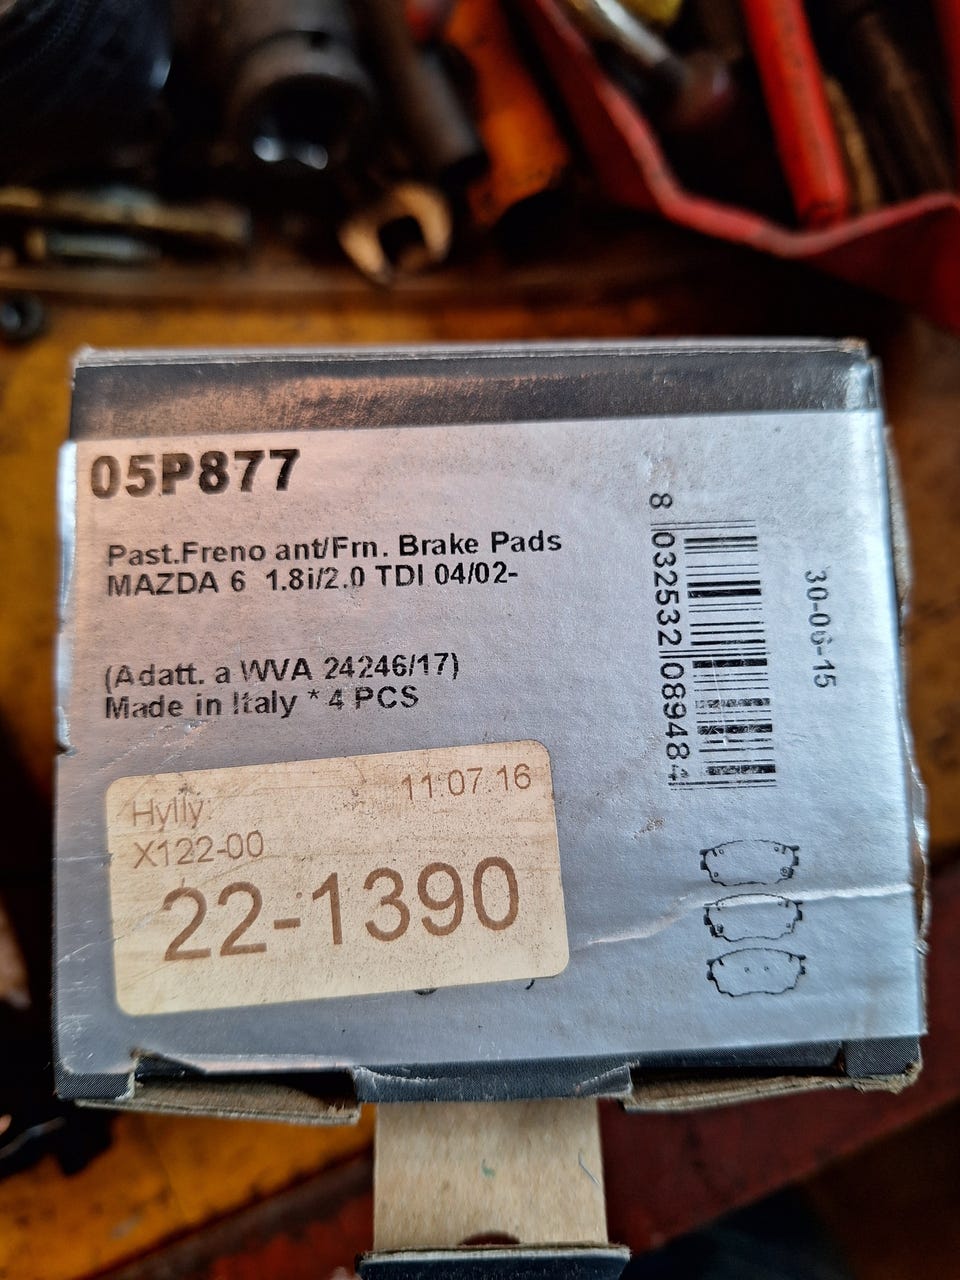 05P877
Past.Freno ant/Frn. Brake Pads
MAZDA 6 1.8i/2.0 TDI 04/02-
(Adatt. a WVA 24246/17)
Made in Italy * 4 PCS
8 032532 089484
30-06-15
11.07.16
Hylly:
X122-00
22-1390